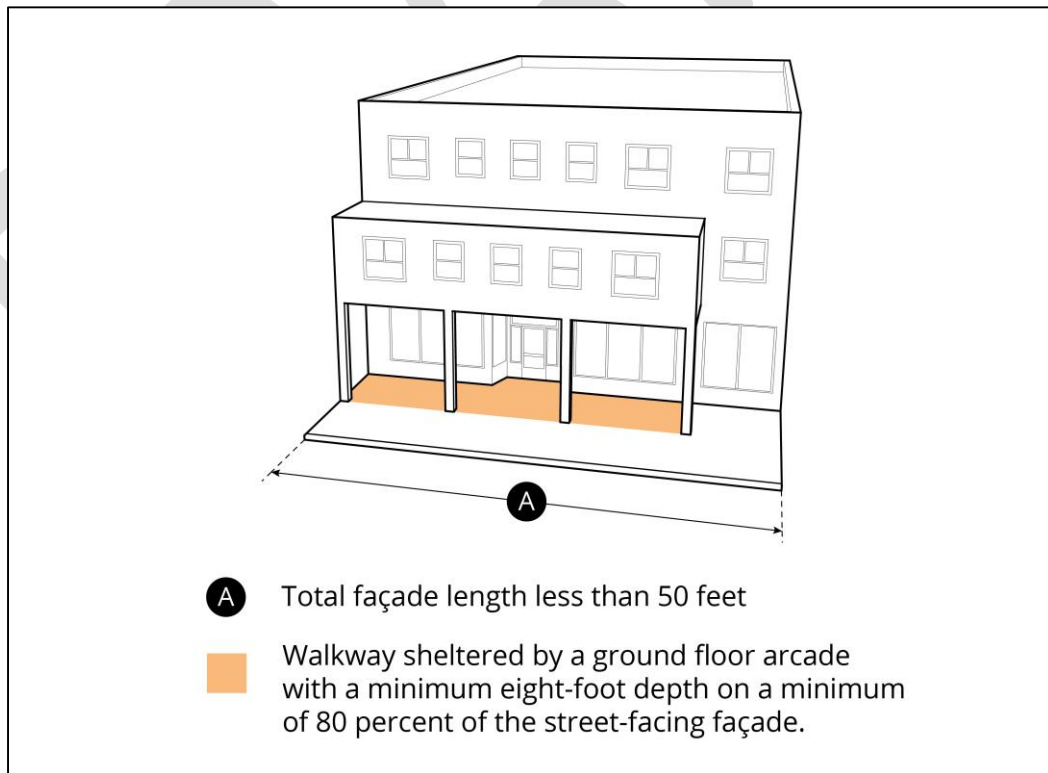 A
A Total façade length less than 50 feet
Walkway sheltered by a ground floor arcade
with a minimum eight-foot depth on a minimum
of 80 percent of the street-facing façade.